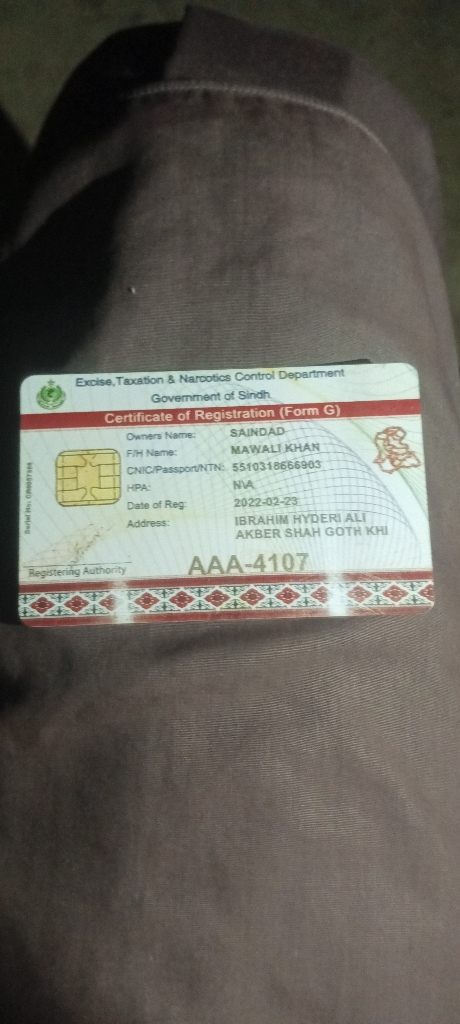 Excise,Taxation & Narcotics Control Department
Government of Sindh
Certificate of Registration (Form G)
Owners Name: SAINDAD
F/H Name: MAWALI KHAN
CNIC/Passport/NTN: 5510318666903
HPA: N\A
Date of Reg: 2022-02-23
Address: IBRAHIM HYDERI ALI
AKBER SHAH GOTH KHI
Registering Authority
AAA-4107